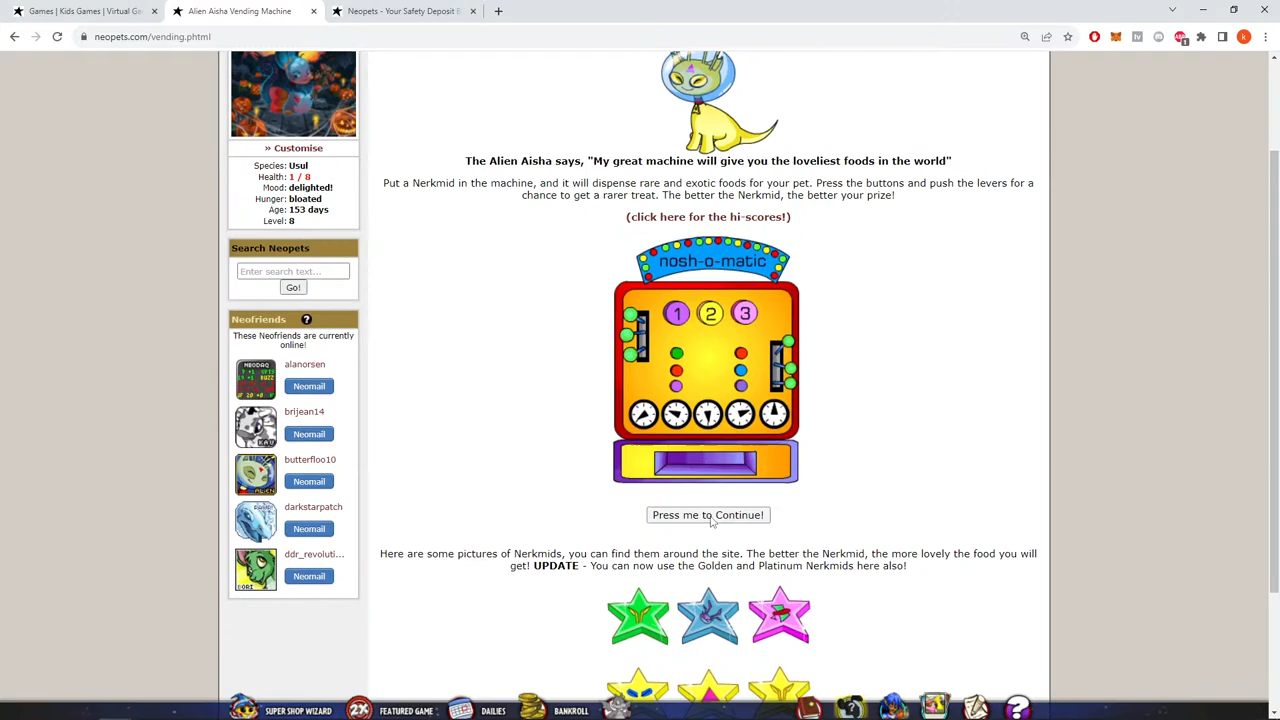 Games | Kids Games | Virtual G
Alien Aisha Vending Machine
Neopets - Your Safety Deposit B
neopets.com/vending.phtml
» Customise
Species: Usul
Health: 1 / 8
Mood: delighted!
Hunger: bloated
Age: 153 days
Level: 8
Search Neopets
Enter search text...
Go!
Neofriends ?
These Neofriends are currently
online!
alanorsen
Neomail
brijean14
Neomail
butterfloo10
Neomail
darkstarpatch
Neomail
ddr_revoluti...
Neomail
The Alien Aisha says, "My great machine will give you the loveliest foods in the world"
Put a Nerkmid in the machine, and it will dispense rare and exotic foods for your pet. Press the buttons and push the levers for a
chance to get a rarer treat. The better the Nerkmid, the better your prize!
(click here for the hi-scores!)
nosh-o-matic
1 2 3
Press me to Continue!
Here are some pictures of Nerkmids, you can find them around the site. The better the Nerkmid, the more lovely the food you will
get! UPDATE - You can now use the Golden and Platinum Nerkmids here also!
SUPER SHOP WIZARD
2X FEATURED GAME
DAILIES
BANKROLL